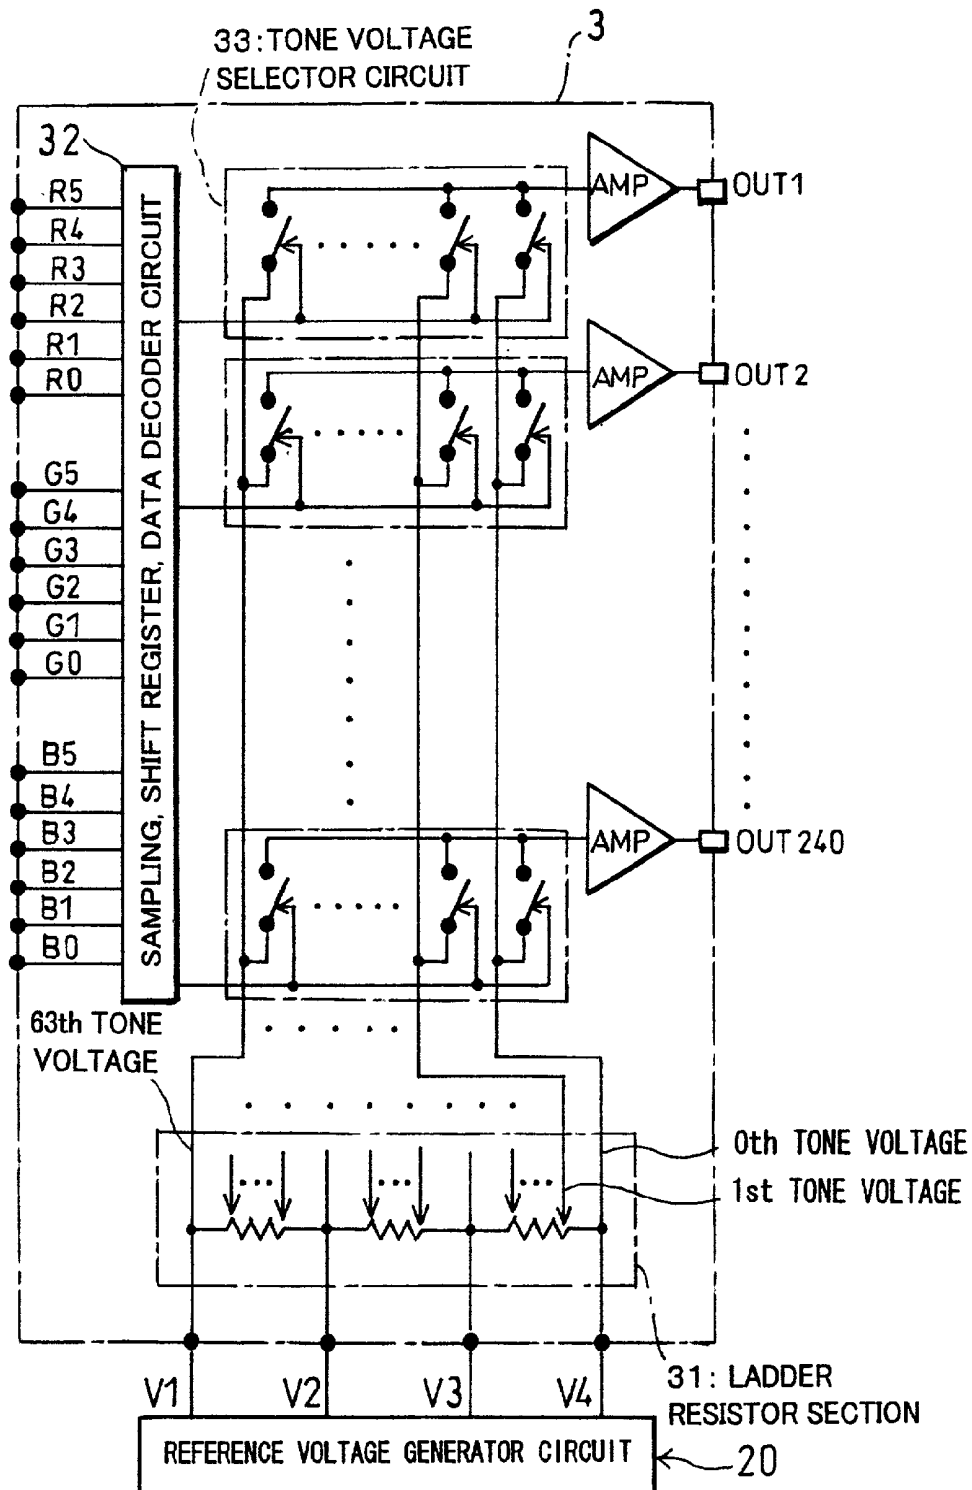 3
33:TONE VOLTAGE
SELECTOR CIRCUIT
32
R5
R4
R3
R2
R1
R0
G5
G4
G3
G2
G1
G0
B5
B4
B3
B2
B1
B0
SAMPLING, SHIFT REGISTER, DATA DECODER CIRCUIT
AMP
OUT1
AMP
OUT2
AMP
OUT240
63th TONE
VOLTAGE
0th TONE VOLTAGE
1st TONE VOLTAGE
31: LADDER
RESISTOR SECTION
V1
V2
V3
V4
REFERENCE VOLTAGE GENERATOR CIRCUIT
20